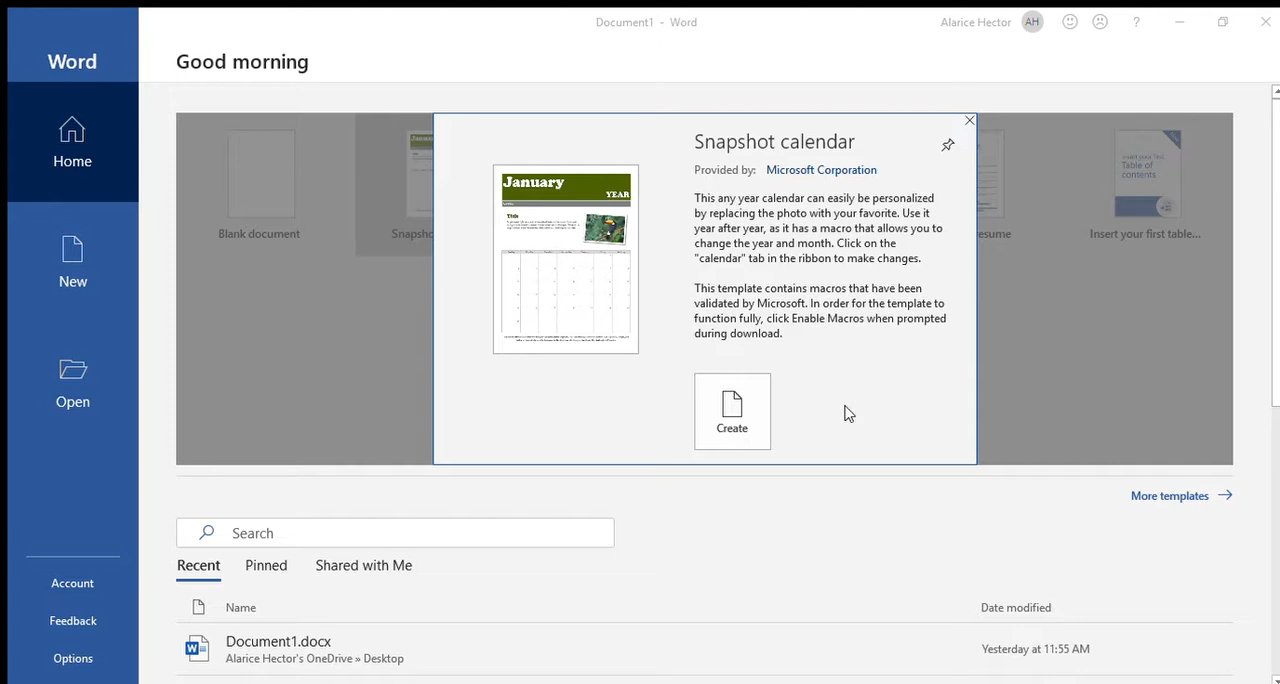 Document1 - Word
Alarice Hector AH
?
Word
Good morning
Home
New
Open
Account
Feedback
Options
Blank document
Snapsho
esume
Insert your first table...
Insert your first
Table of
contents
January
YEAR
Title
Snapshot calendar
Provided by: Microsoft Corporation
This any year calendar can easily be personalized
by replacing the photo with your favorite. Use it
year after year, as it has a macro that allows you to
change the year and month. Click on the
"calendar" tab in the ribbon to make changes.
This template contains macros that have been
validated by Microsoft. In order for the template to
function fully, click Enable Macros when prompted
during download.
Create
More templates
Search
Recent Pinned Shared with Me
Name Date modified
Document1.docx
Alarice Hector's OneDrive » Desktop
Yesterday at 11:55 AM